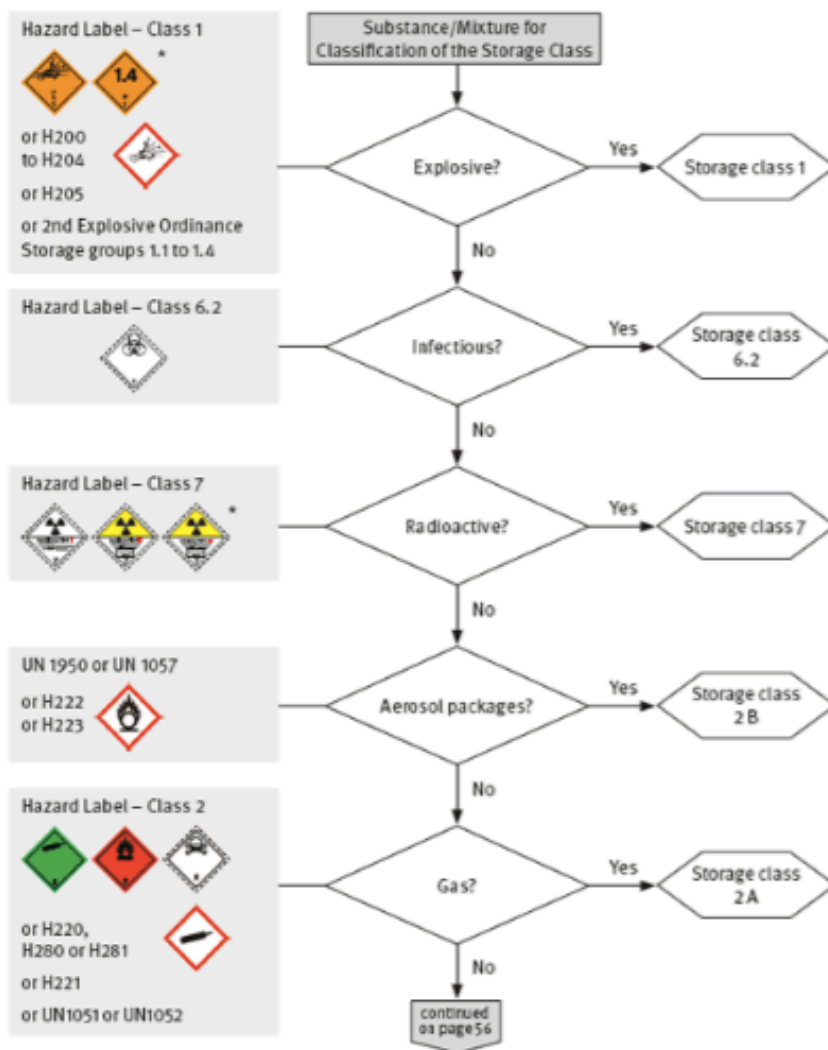 Substance/Mixture for
Classification of the Storage Class
Hazard Label – Class 1
1.4
*
or H200
to H204
or H205
or 2nd Explosive Ordinance
Storage groups 1.1 to 1.4
Explosive?
Yes
Storage class 1
No
Hazard Label – Class 6.2
Infectious?
Yes
Storage class
6.2
No
Hazard Label – Class 7
*
Radioactive?
Yes
Storage class 7
No
UN 1950 or UN 1057
or H222
or H223
Aerosol packages?
Yes
Storage class
2 B
No
Hazard Label – Class 2
or H220,
H280 or H281
or H221
or UN1051 or UN1052
Gas?
Yes
Storage class
2 A
No
continued
on page 56